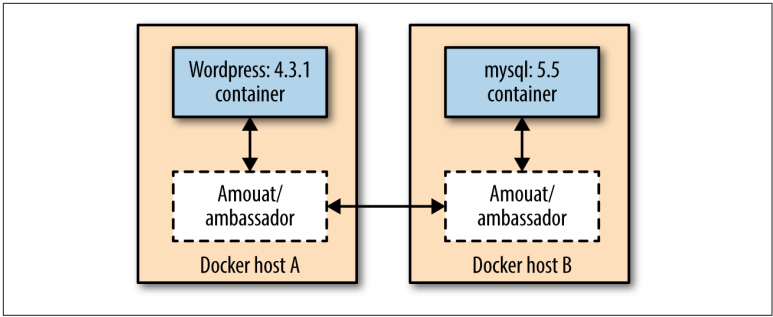 Wordpress: 4.3.1
container
Amouat/
ambassador
Docker host A
mysql: 5.5
container
Amouat/
ambassador
Docker host B